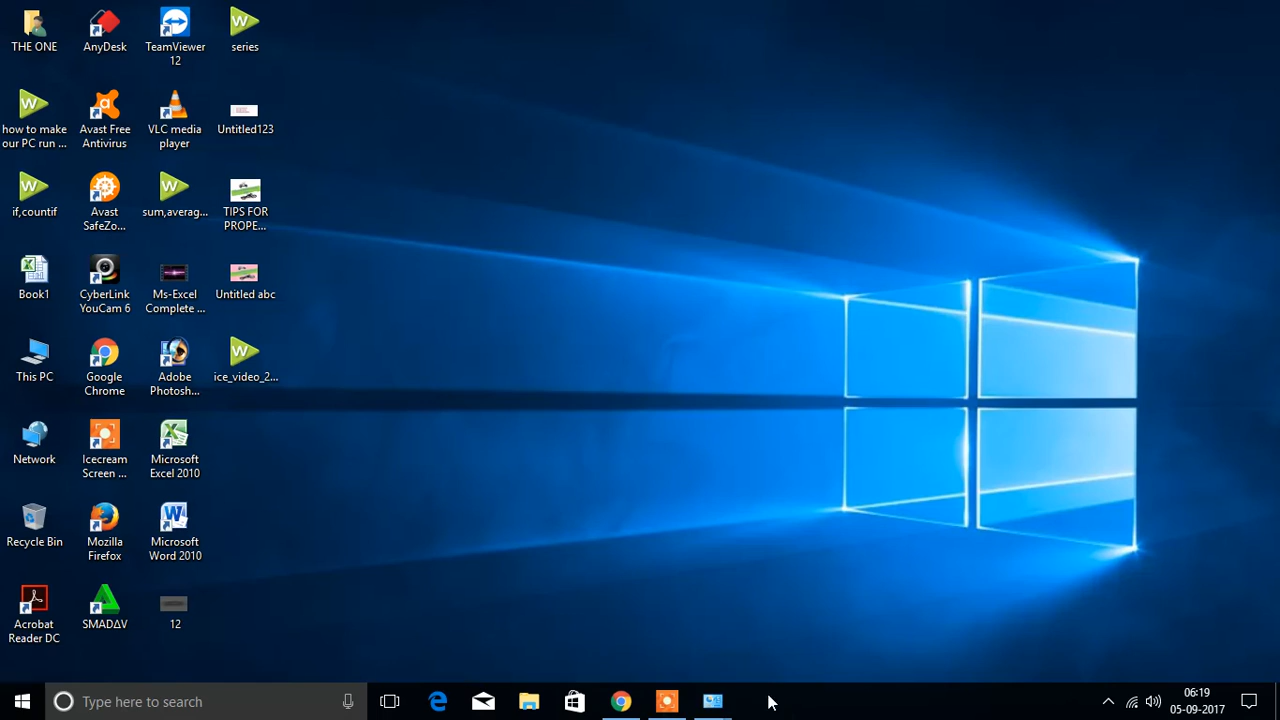 THE ONE
AnyDesk
TeamViewer
12
series
how to make
our PC run ...
Avast Free
Antivirus
VLC media
player
Untitled123
if,countif
Avast
SafeZo...
sum,averag...
TIPS FOR
PROPE...
Book1
CyberLink
YouCam 6
Ms-Excel
Complete ...
Untitled abc
This PC
Google
Chrome
Adobe
Photosh...
ice_video_2...
Network
Icecream
Screen ...
Microsoft
Excel 2010
Recycle Bin
Mozilla
Firefox
Microsoft
Word 2010
Acrobat
Reader DC
SMADΔV
12
Type here to search
06:19
05-09-2017